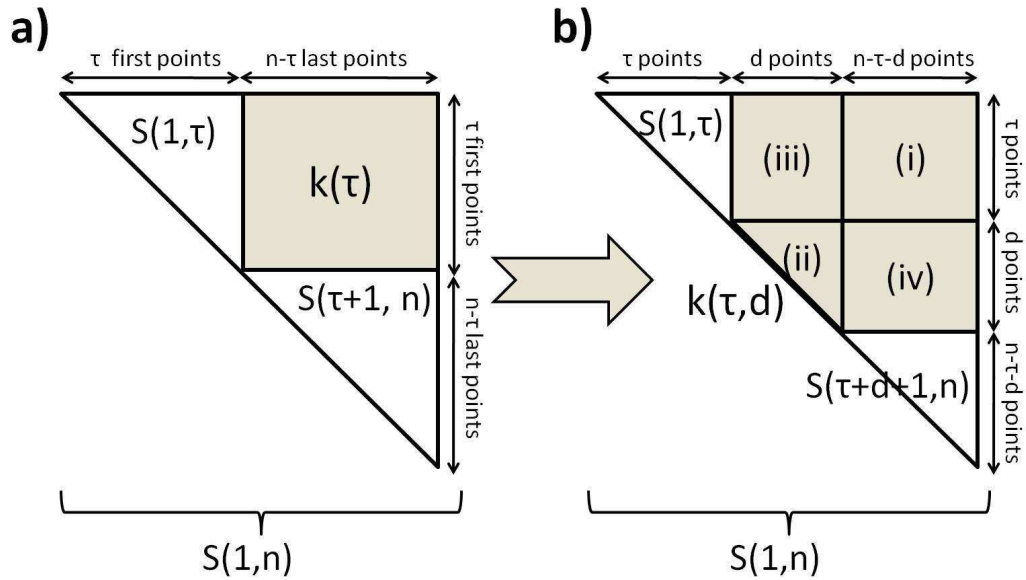 a)
τ first points
n-τ last points
S(1,τ)
k(τ)
τ first points
S(τ+1, n)
n-τ last points
S(1,n)
b)
τ points
d points
n-τ-d points
S(1,τ)
(iii)
(i)
τ points
(ii)
(iv)
d points
k(τ,d)
S(τ+d+1,n)
n-τ-d points
S(1,n)